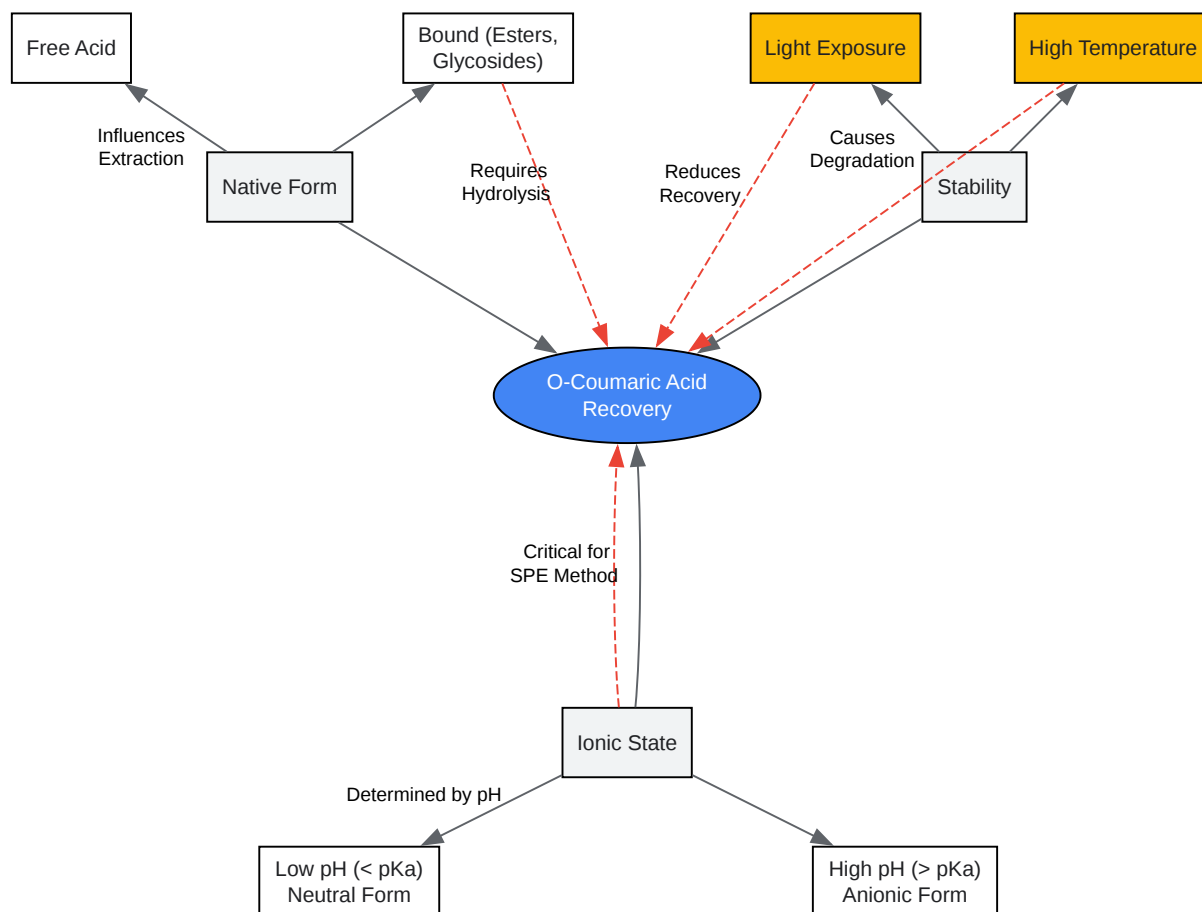 Free Acid
Bound (Esters,
Glycosides)
Light Exposure
High Temperature
Influences
Extraction
Causes
Degradation
Native Form
Requires
Hydrolysis
Reduces
Recovery
Stability
O-Coumaric Acid
Recovery
Critical for
SPE Method
Ionic State
Determined by pH
Low pH (< pKa)
Neutral Form
High pH (> pKa)
Anionic Form